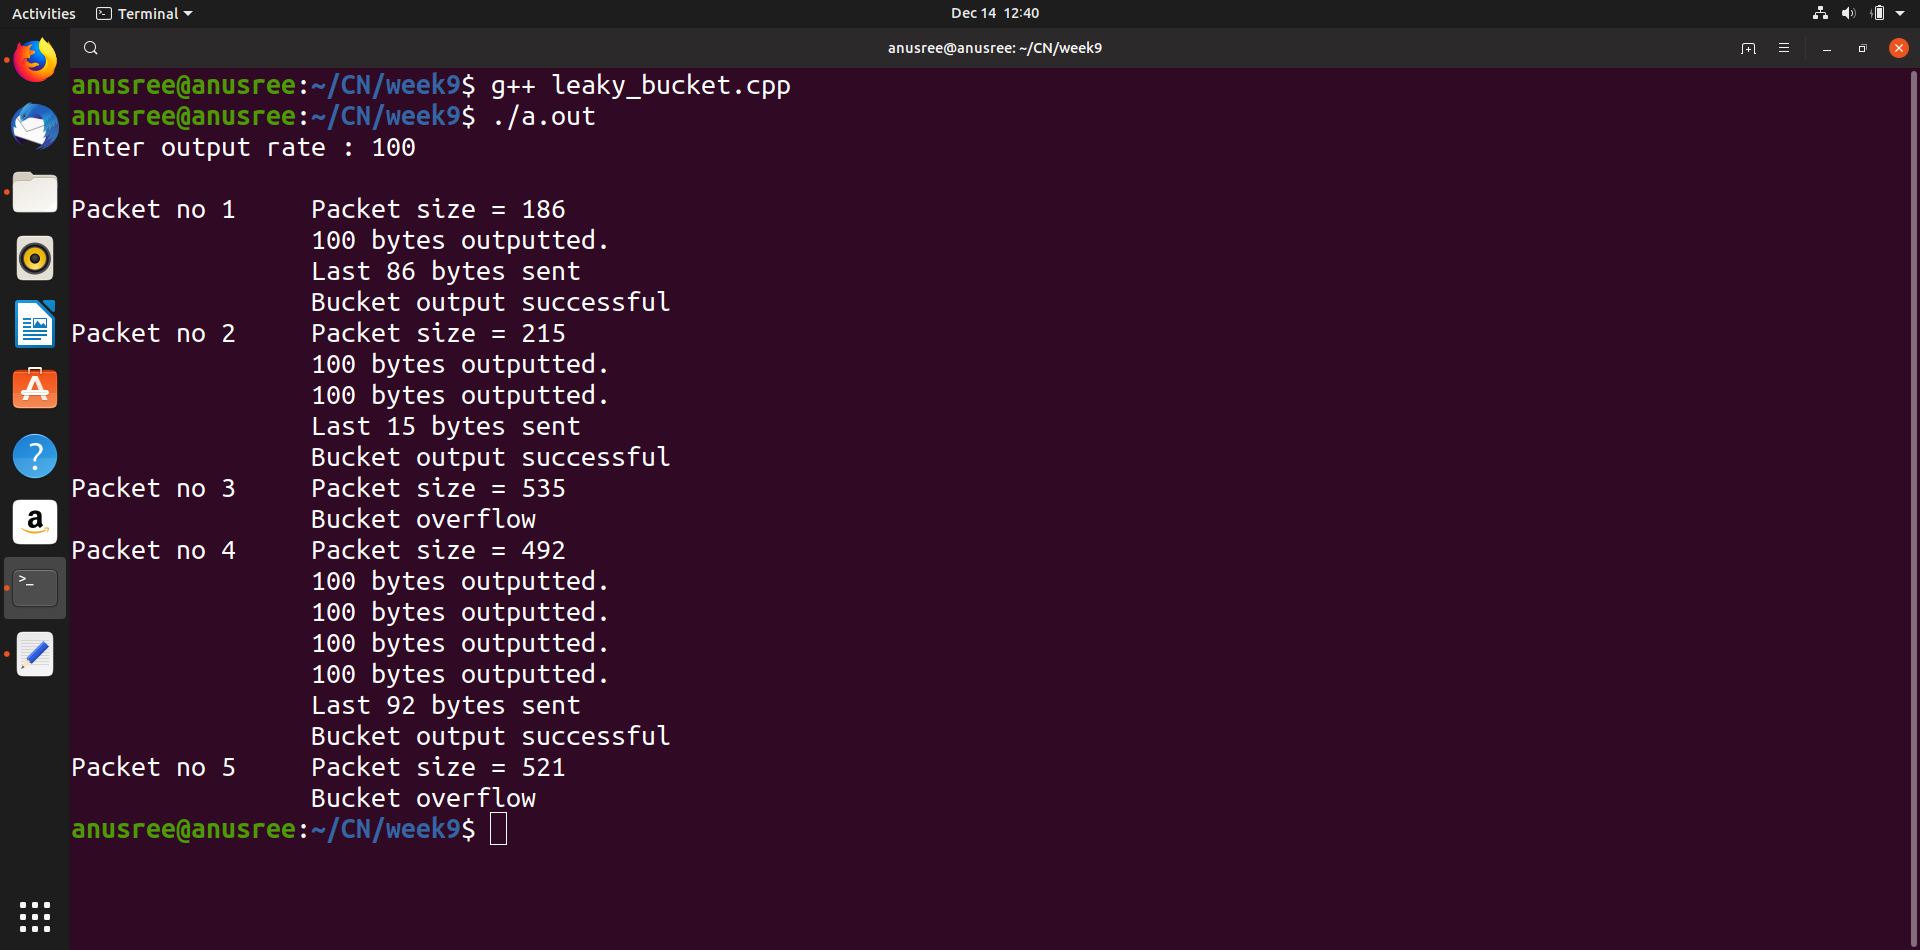 Activities Terminal Dec 14 12:40
anusree@anusree: ~/CN/week9
anusree@anusree:~/CN/week9$ g++ leaky_bucket.cpp
anusree@anusree:~/CN/week9$ ./a.out
Enter output rate : 100
Packet no 1 Packet size = 186
100 bytes outputted.
Last 86 bytes sent
Bucket output successful
Packet no 2 Packet size = 215
100 bytes outputted.
100 bytes outputted.
Last 15 bytes sent
Bucket output successful
Packet no 3 Packet size = 535
Bucket overflow
Packet no 4 Packet size = 492
100 bytes outputted.
100 bytes outputted.
100 bytes outputted.
100 bytes outputted.
Last 92 bytes sent
Bucket output successful
Packet no 5 Packet size = 521
Bucket overflow
anusree@anusree:~/CN/week9$